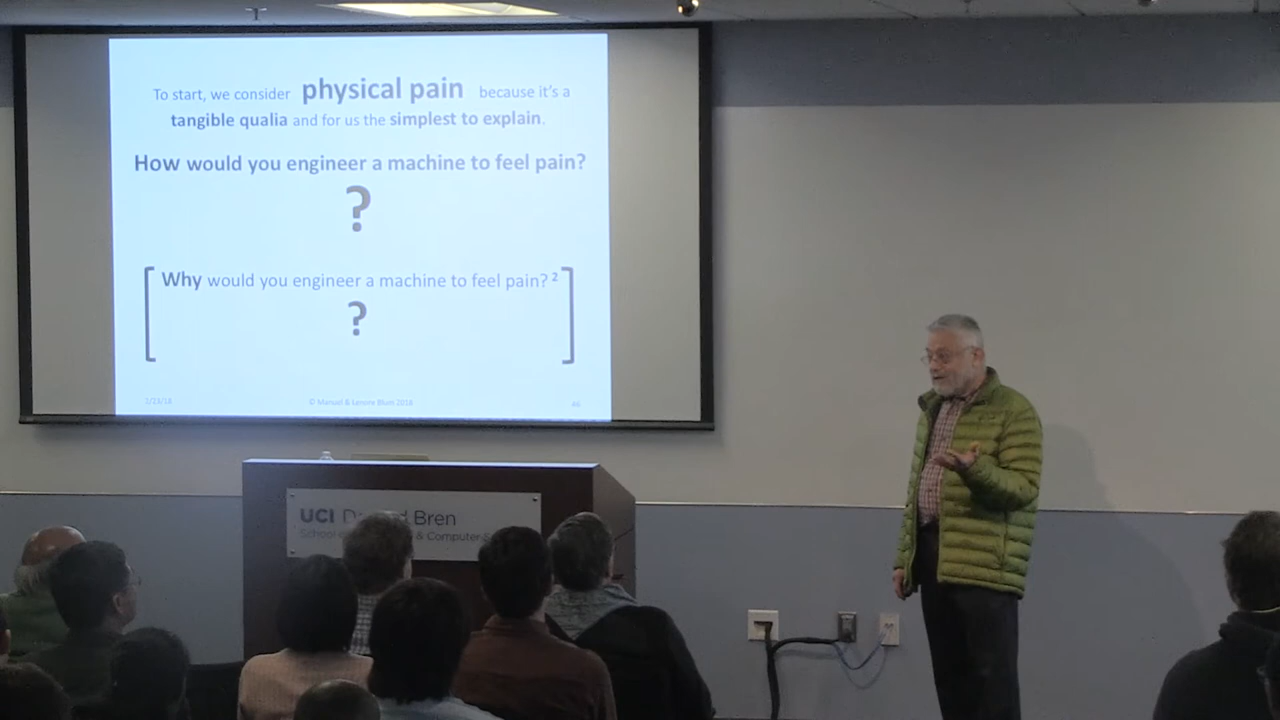 To start, we consider physical pain because it's a
tangible qualia and for us the simplest to explain.
How would you engineer a machine to feel pain?
?
Why would you engineer a machine to feel pain? ²
?
1/23/18 © Manuel & Lenore Blum 2018 46
UCI Bren
School & Computer